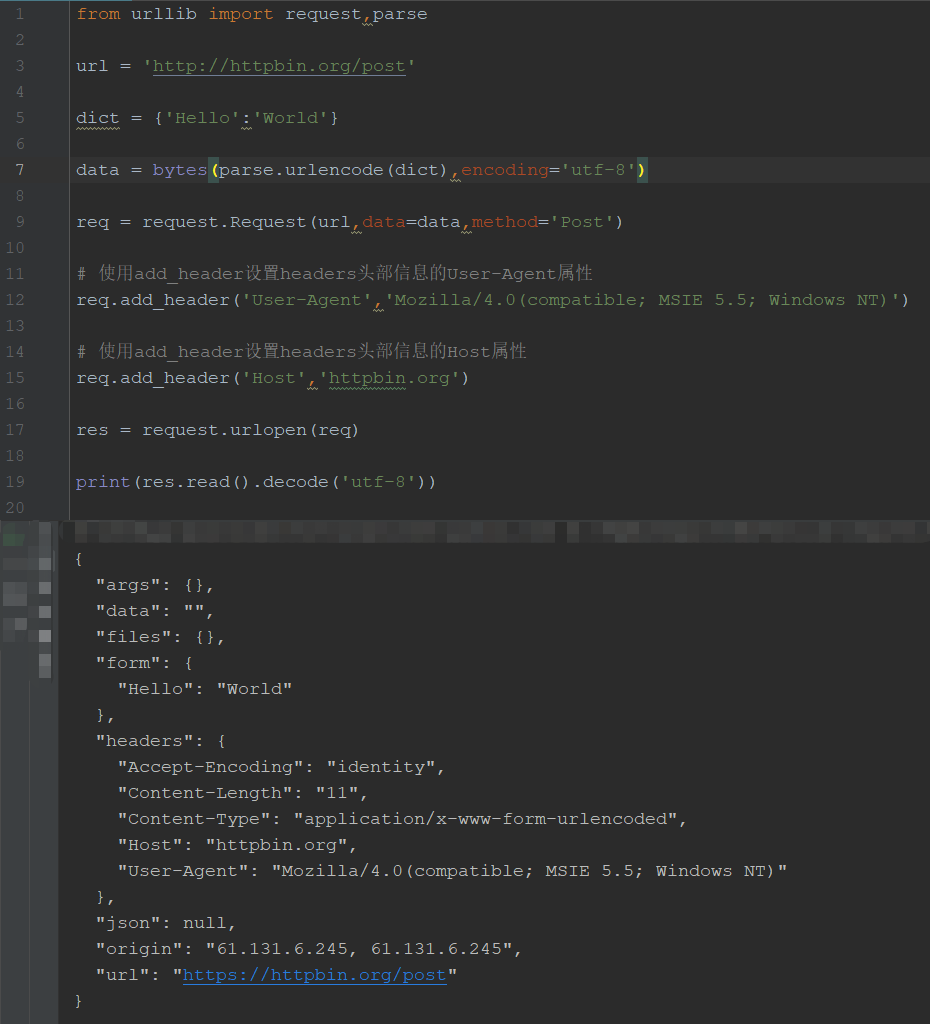 1 from urllib import request,parse
2
3 url = 'http://httpbin.org/post'
4
5 dict = {'Hello':'World'}
6
7 data = bytes(parse.urlencode(dict),encoding='utf-8')
8
9 req = request.Request(url,data=data,method='Post')
10
11 # 使用add_header设置headers头部信息的User-Agent属性
12 req.add_header('User-Agent','Mozilla/4.0(compatible; MSIE 5.5; Windows NT)')
13
14 # 使用add_header设置headers头部信息的Host属性
15 req.add_header('Host','httpbin.org')
16
17 res = request.urlopen(req)
18
19 print(res.read().decode('utf-8'))
20
{
  "args": {},
  "data": "",
  "files": {},
  "form": {
    "Hello": "World"
  },
  "headers": {
    "Accept-Encoding": "identity",
    "Content-Length": "11",
    "Content-Type": "application/x-www-form-urlencoded",
    "Host": "httpbin.org",
    "User-Agent": "Mozilla/4.0(compatible; MSIE 5.5; Windows NT)"
  },
  "json": null,
  "origin": "61.131.6.245, 61.131.6.245",
  "url": "https://httpbin.org/post"
}